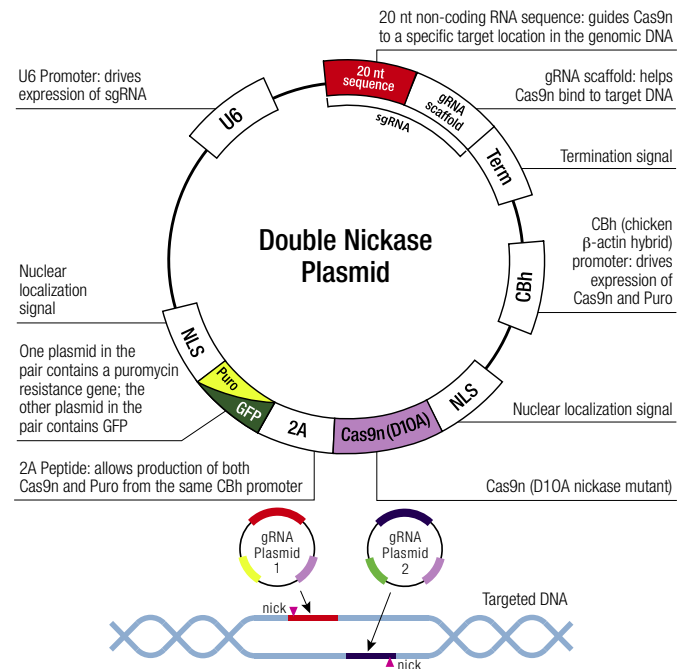 20 nt non-coding RNA sequence: guides Cas9n
to a specific target location in the genomic DNA
U6 Promoter: drives
expression of sgRNA
gRNA scaffold: helps
Cas9n bind to target DNA
20 nt
sequence
gRNA
scaffold
sgRNA
U6
Term
Termination signal
Double Nickase
Plasmid
CBh (chicken
β-actin hybrid)
promoter: drives
expression of
Cas9n and Puro
CBh
Nuclear
localization
signal
NLS
One plasmid in the
pair contains a puromycin
resistance gene; the
other plasmid in the
pair contains GFP
Puro
GFP
2A
Cas9n (D10A)
NLS
Nuclear localization signal
2A Peptide: allows production of both
Cas9n and Puro from the same CBh promoter
Cas9n (D10A nickase mutant)
gRNA
Plasmid
1
gRNA
Plasmid
2
nick
Targeted DNA
nick